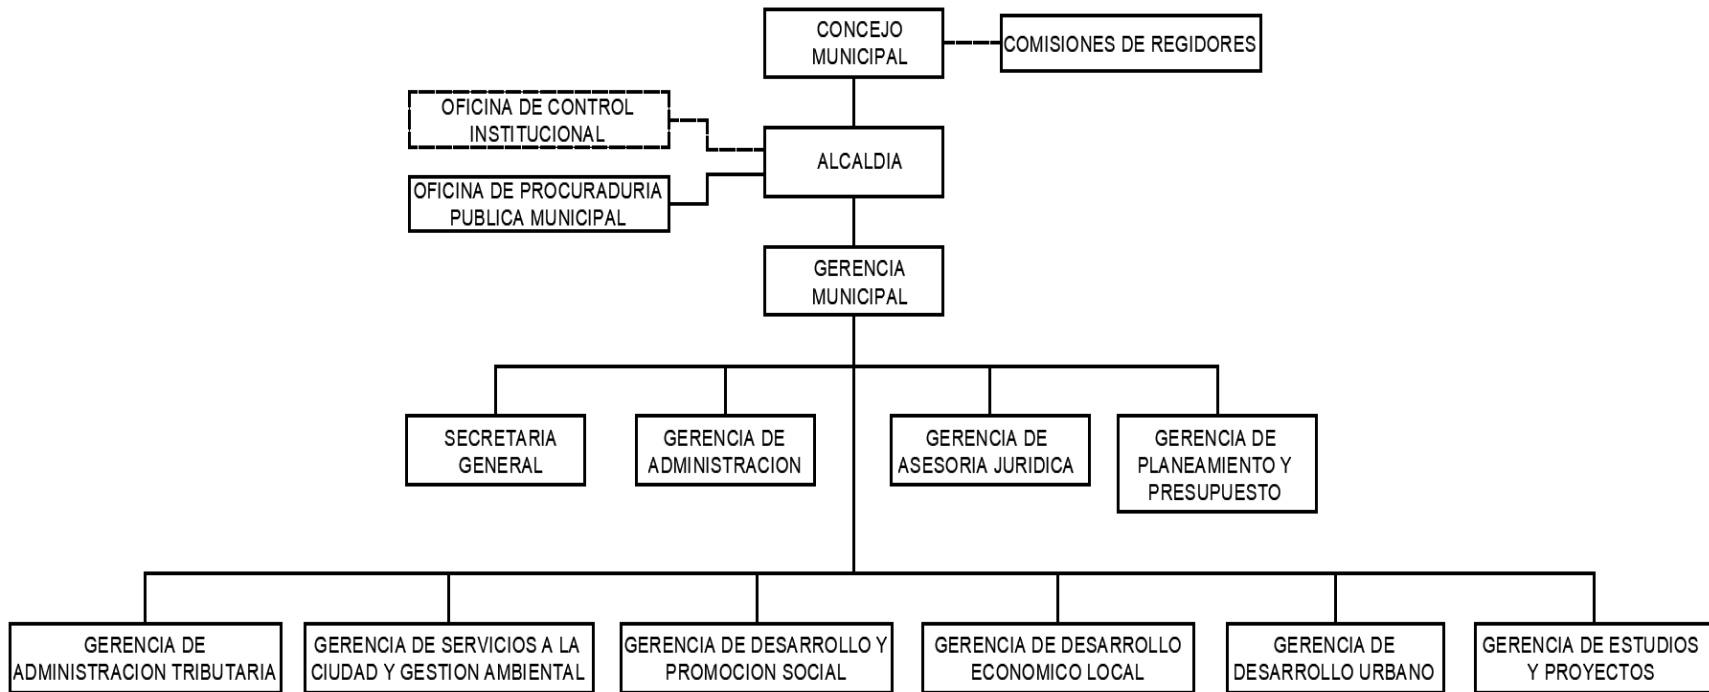 CONCEJO
MUNICIPAL
COMISIONES DE REGIDORES
OFICINA DE CONTROL
INSTITUCIONAL
ALCALDIA
OFICINA DE PROCURADURIA
PUBLICA MUNICIPAL
GERENCIA
MUNICIPAL
SECRETARIA
GENERAL
GERENCIA DE
ADMINISTRACION
GERENCIA DE
ASESORIA JURIDICA
GERENCIA DE
PLANEAMIENTO Y
PRESUPUESTO
GERENCIA DE
ADMINISTRACION TRIBUTARIA
GERENCIA DE SERVICIOS A LA
CIUDAD Y GESTION AMBIENTAL
GERENCIA DE DESARROLLO Y
PROMOCION SOCIAL
GERENCIA DE DESARROLLO
ECONOMICO LOCAL
GERENCIA DE
DESARROLLO URBANO
GERENCIA DE ESTUDIOS
Y PROYECTOS